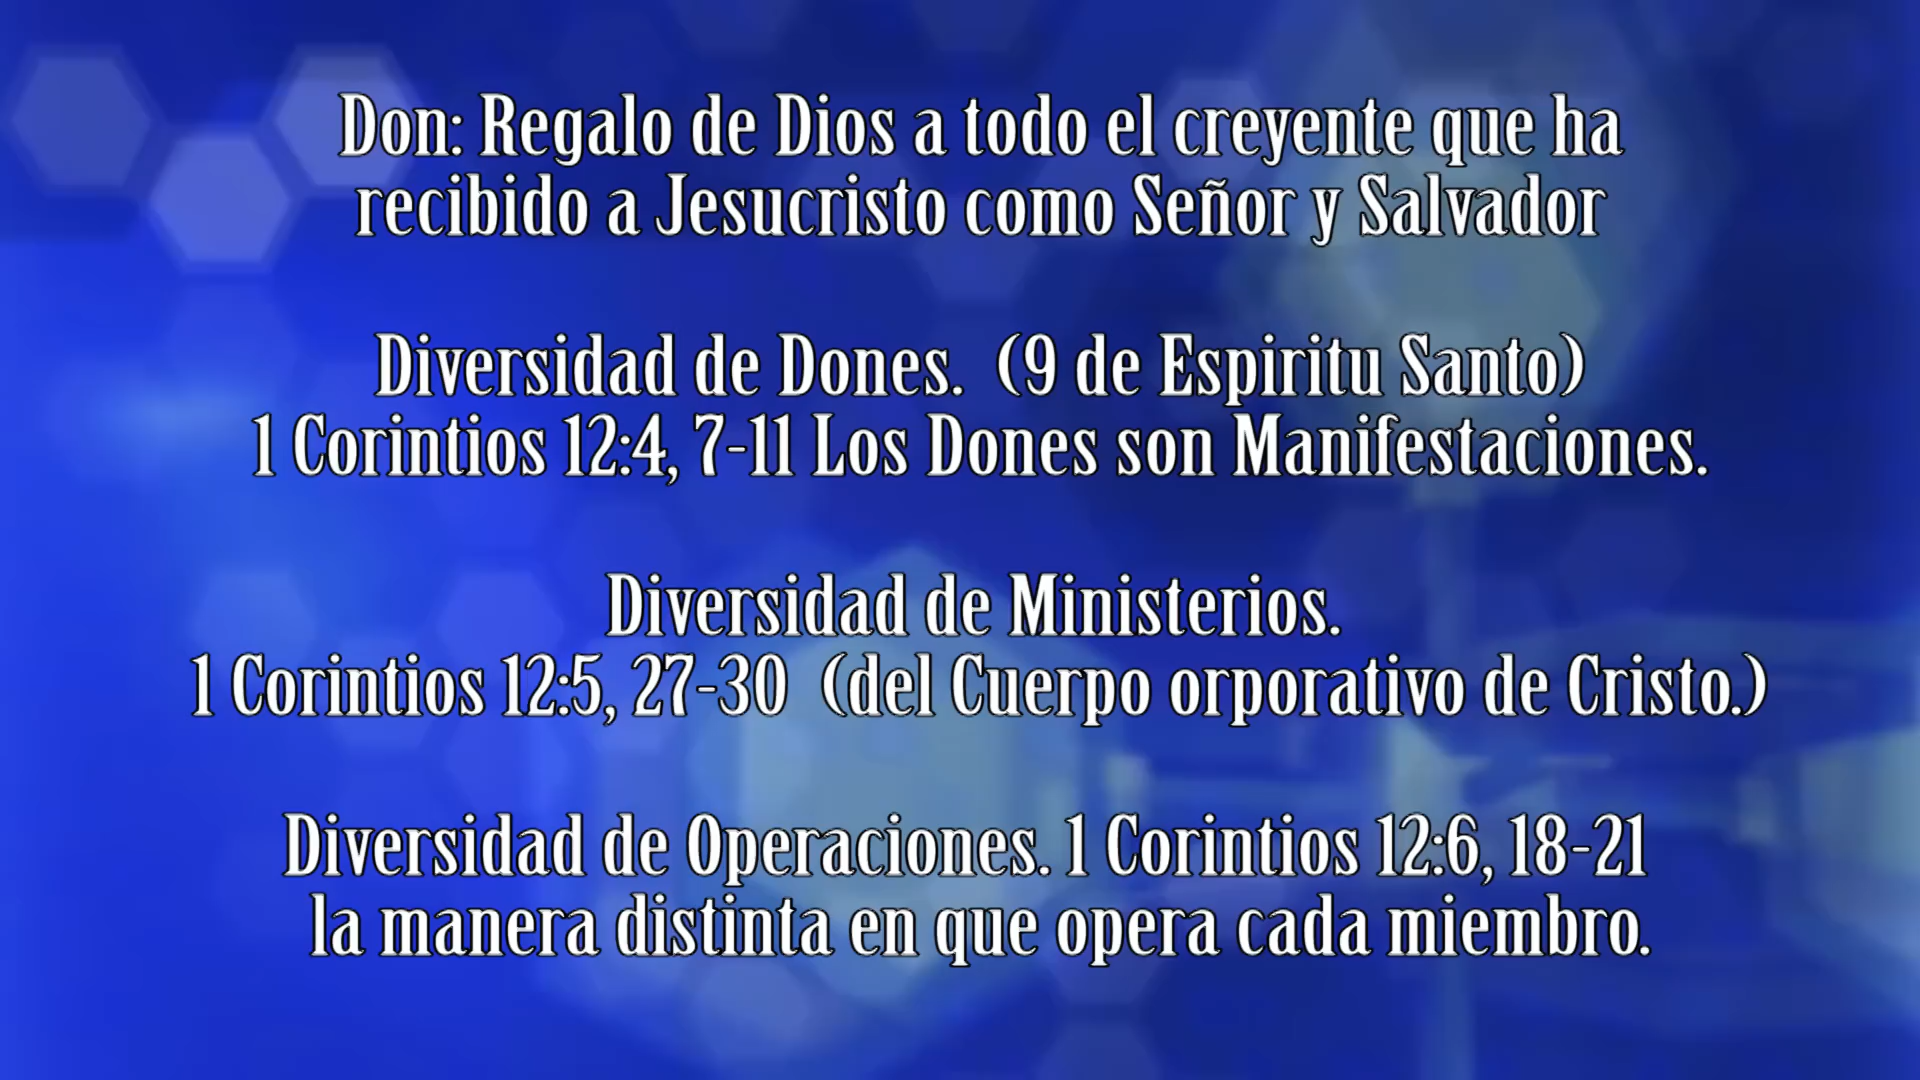 Don: Regalo de Dios a todo el creyente que ha
recibido a Jesucristo como Señor y Salvador
Diversidad de Dones. (9 de Espiritu Santo)
1 Corintios 12:4, 7-11 Los Dones son Manifestaciones.
Diversidad de Ministerios.
1 Corintios 12:5, 27-30 (del Cuerpo orporativo de Cristo.)
Diversidad de Operaciones. 1 Corintios 12:6, 18-21
la manera distinta en que opera cada miembro.